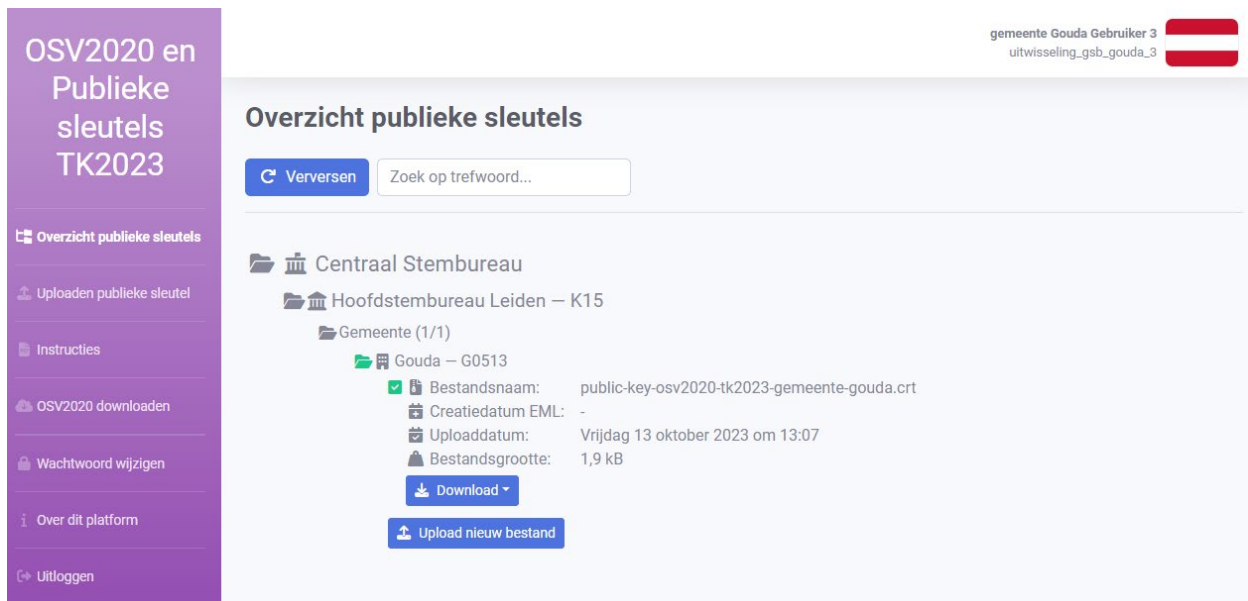 OSV2020 en
Publieke
sleutels
TK2023
Overzicht publieke sleutels
Uploaden publieke sleutel
Instructies
OSV2020 downloaden
Wachtwoord wijzigen
Over dit platform
Uitloggen
gemeente Gouda Gebruiker 3
uitwisseling_gsb_gouda_3
Overzicht publieke sleutels
Verversen
Zoek op trefwoord...
Centraal Stembureau
Hoofdstembureau Leiden — K15
Gemeente (1/1)
Gouda — G0513
Bestandsnaam: public-key-osv2020-tk2023-gemeente-gouda.crt
Creatiedatum EML: -
Uploaddatum: Vrijdag 13 oktober 2023 om 13:07
Bestandsgrootte: 1,9 kB
Download
Upload nieuw bestand